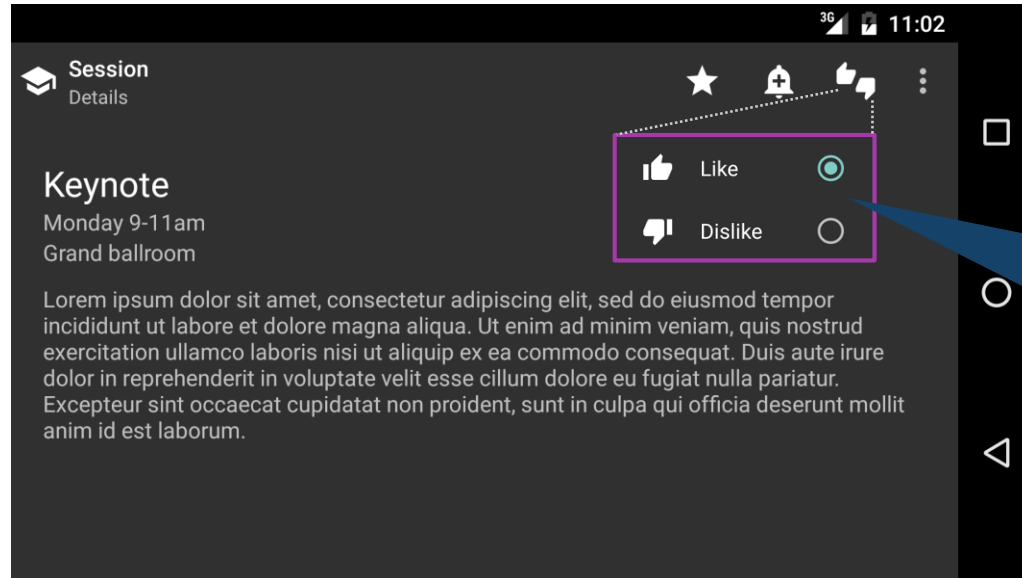 3G 11:02
Session
Details
Like
Keynote
Dislike
Monday 9-11am
Grand ballroom
Lorem ipsum dolor sit amet, consectetur adipiscing elit, sed do eiusmod tempor
incididunt ut labore et dolore magna aliqua. Ut enim ad minim veniam, quis nostrud
exercitation ullamco laboris nisi ut aliquip ex ea commodo consequat. Duis aute irure
dolor in reprehenderit in voluptate velit esse cillum dolore eu fugiat nulla pariatur.
Excepteur sint occaecat cupidatat non proident, sunt in culpa qui officia deserunt mollit
anim id est laborum.